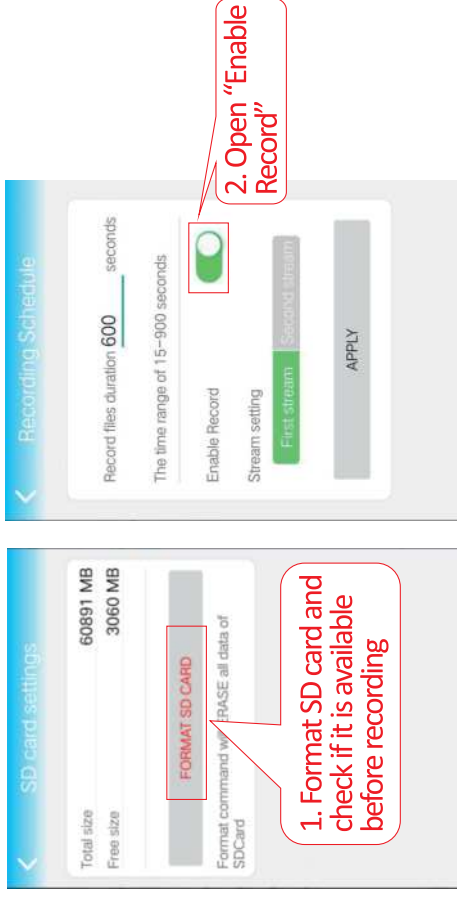 SD card settings
Total size 60891 MB
Free size 3060 MB
FORMAT SD CARD
Format command w ERASE all data of
SDCard
1. Format SD card and
check if it is available
before recording
Recording Schedule
Record files duration 600 seconds
The time range of 15-900 seconds
Enable Record
2. Open “Enable
Record”
Stream setting
First stream Second stream
APPLY